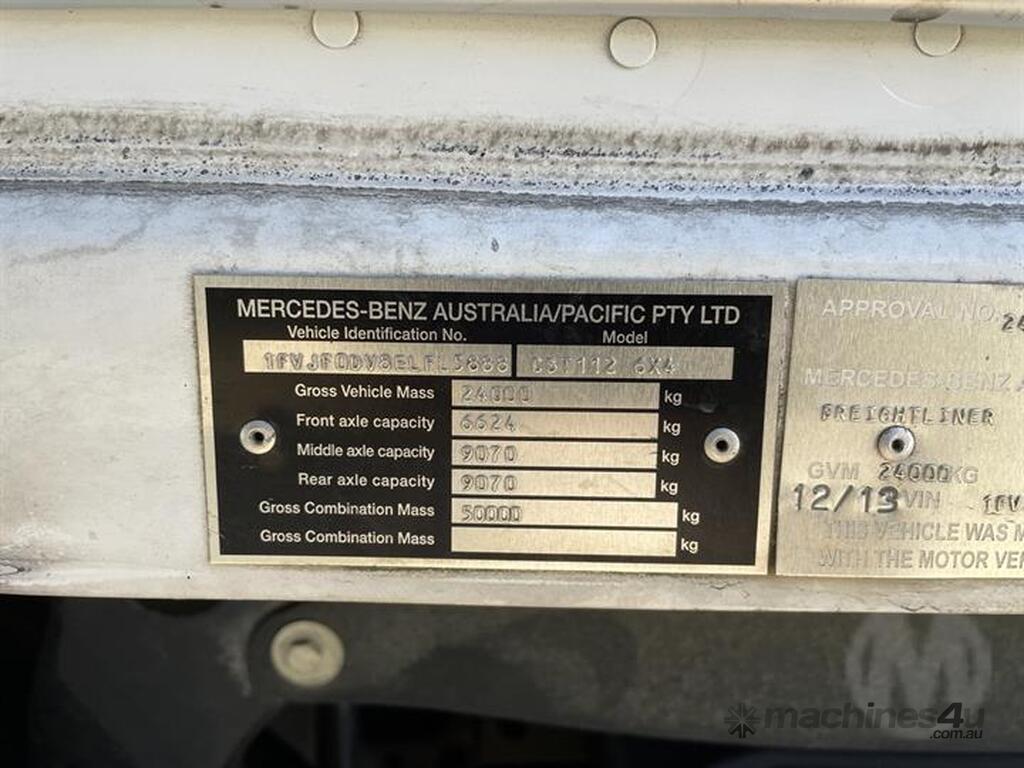 MERCEDES-BENZ AUSTRALIA/PACIFIC PTY LTD
Vehicle Identification No. Model
1FVJF0DV8ELFL3888 CST112 6X4
Gross Vehicle Mass 24000 kg
Front axle capacity 6624 kg
Middle axle capacity 9070 kg
Rear axle capacity 9070 kg
Gross Combination Mass 50000 kg
Gross Combination Mass kg
APPROVAL NO. 24
MERCEDES-BENZ A
FREIGHTLINER
GVM 24000KG
12/13 VIN 1FV
THIS VEHICLE WAS M
WITH THE MOTOR VE
M
machines4u
.com.au